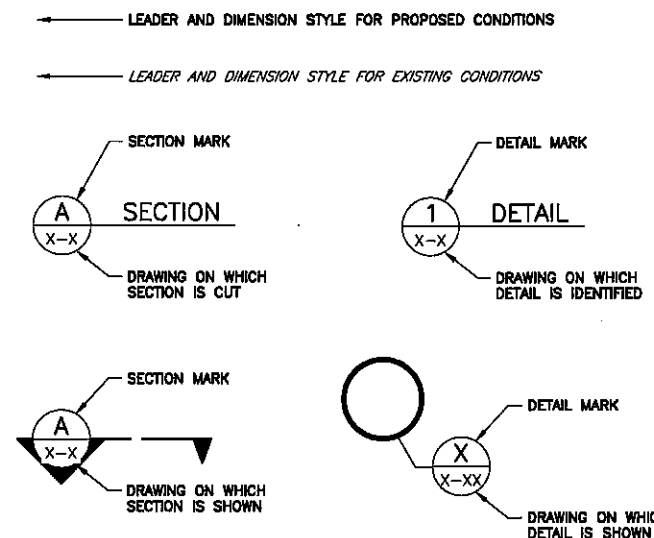 LEADER AND DIMENSION STYLE FOR PROPOSED CONDITIONS
LEADER AND DIMENSION STYLE FOR EXISTING CONDITIONS
SECTION MARK
A SECTION
X-X
DRAWING ON WHICH
SECTION IS CUT
DETAIL MARK
1 DETAIL
X-X
DRAWING ON WHICH
DETAIL IS IDENTIFIED
SECTION MARK
A
X-X
DRAWING ON WHICH
SECTION IS SHOWN
DETAIL MARK
X
X-XX
DRAWING ON WHIC
DETAIL IS SHOWN